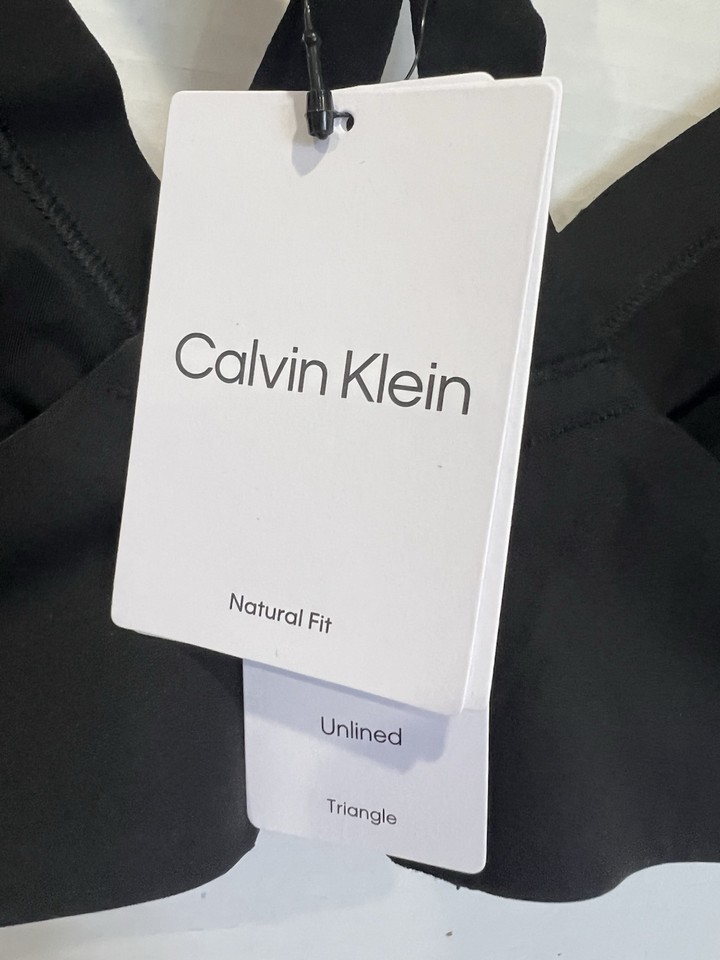 Calvin Klein
Natural Fit
Unlined
Triangle